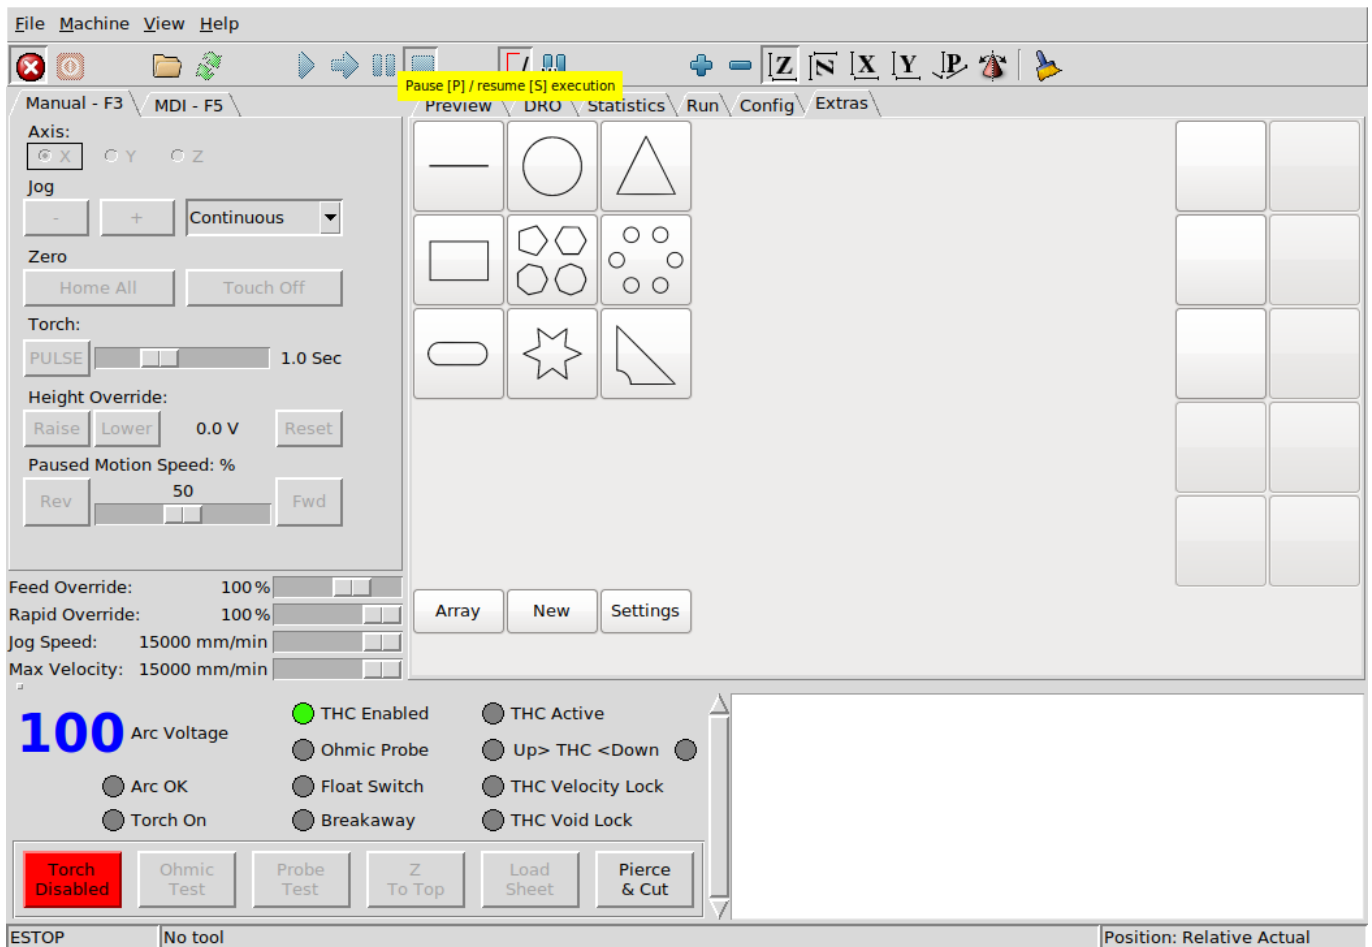 File Machine View Help
Z N X Y P
Pause [P] / resume [S] execution
Manual - F3 MDI - F5 Preview DRO Statistics Run Config Extras
Axis:
X Y Z
Jog
- + Continuous
Zero
Home All Touch Off
Torch:
PULSE 1.0 Sec
Height Override:
Raise Lower 0.0 V Reset
Paused Motion Speed: %
Rev 50 Fwd
Feed Override: 100%
Rapid Override: 100%
Jog Speed: 15000 mm/min
Max Velocity: 15000 mm/min
Array New Settings
100 Arc Voltage
Arc OK
Torch On
THC Enabled
Ohmic Probe
Float Switch
Breakaway
THC Active
Up> THC <Down
THC Velocity Lock
THC Void Lock
Torch
Disabled
Ohmic
Test
Probe
Test
Z
To Top
Load
Sheet
Pierce
& Cut
ESTOP No tool Position: Relative Actual